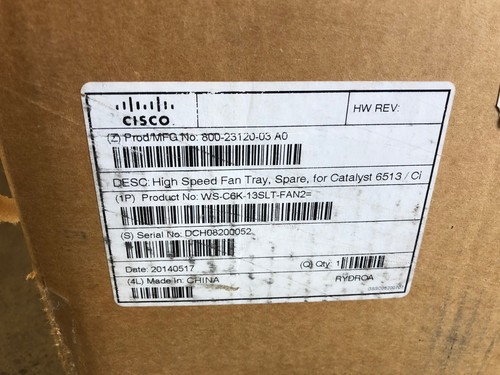 CISCO
HW REV:
(Z) Prod/MFG No: 800-23120-03 A0
DESC: High Speed Fan Tray, Spare, for Catalyst 6513 / Ci
(1P) Product No: WS-C6K-13SLT-FAN2=
(S) Serial No: DCH08200052
Date: 20140517
(Q) Qty: 1
(4L) Made In: CHINA
RYDROA